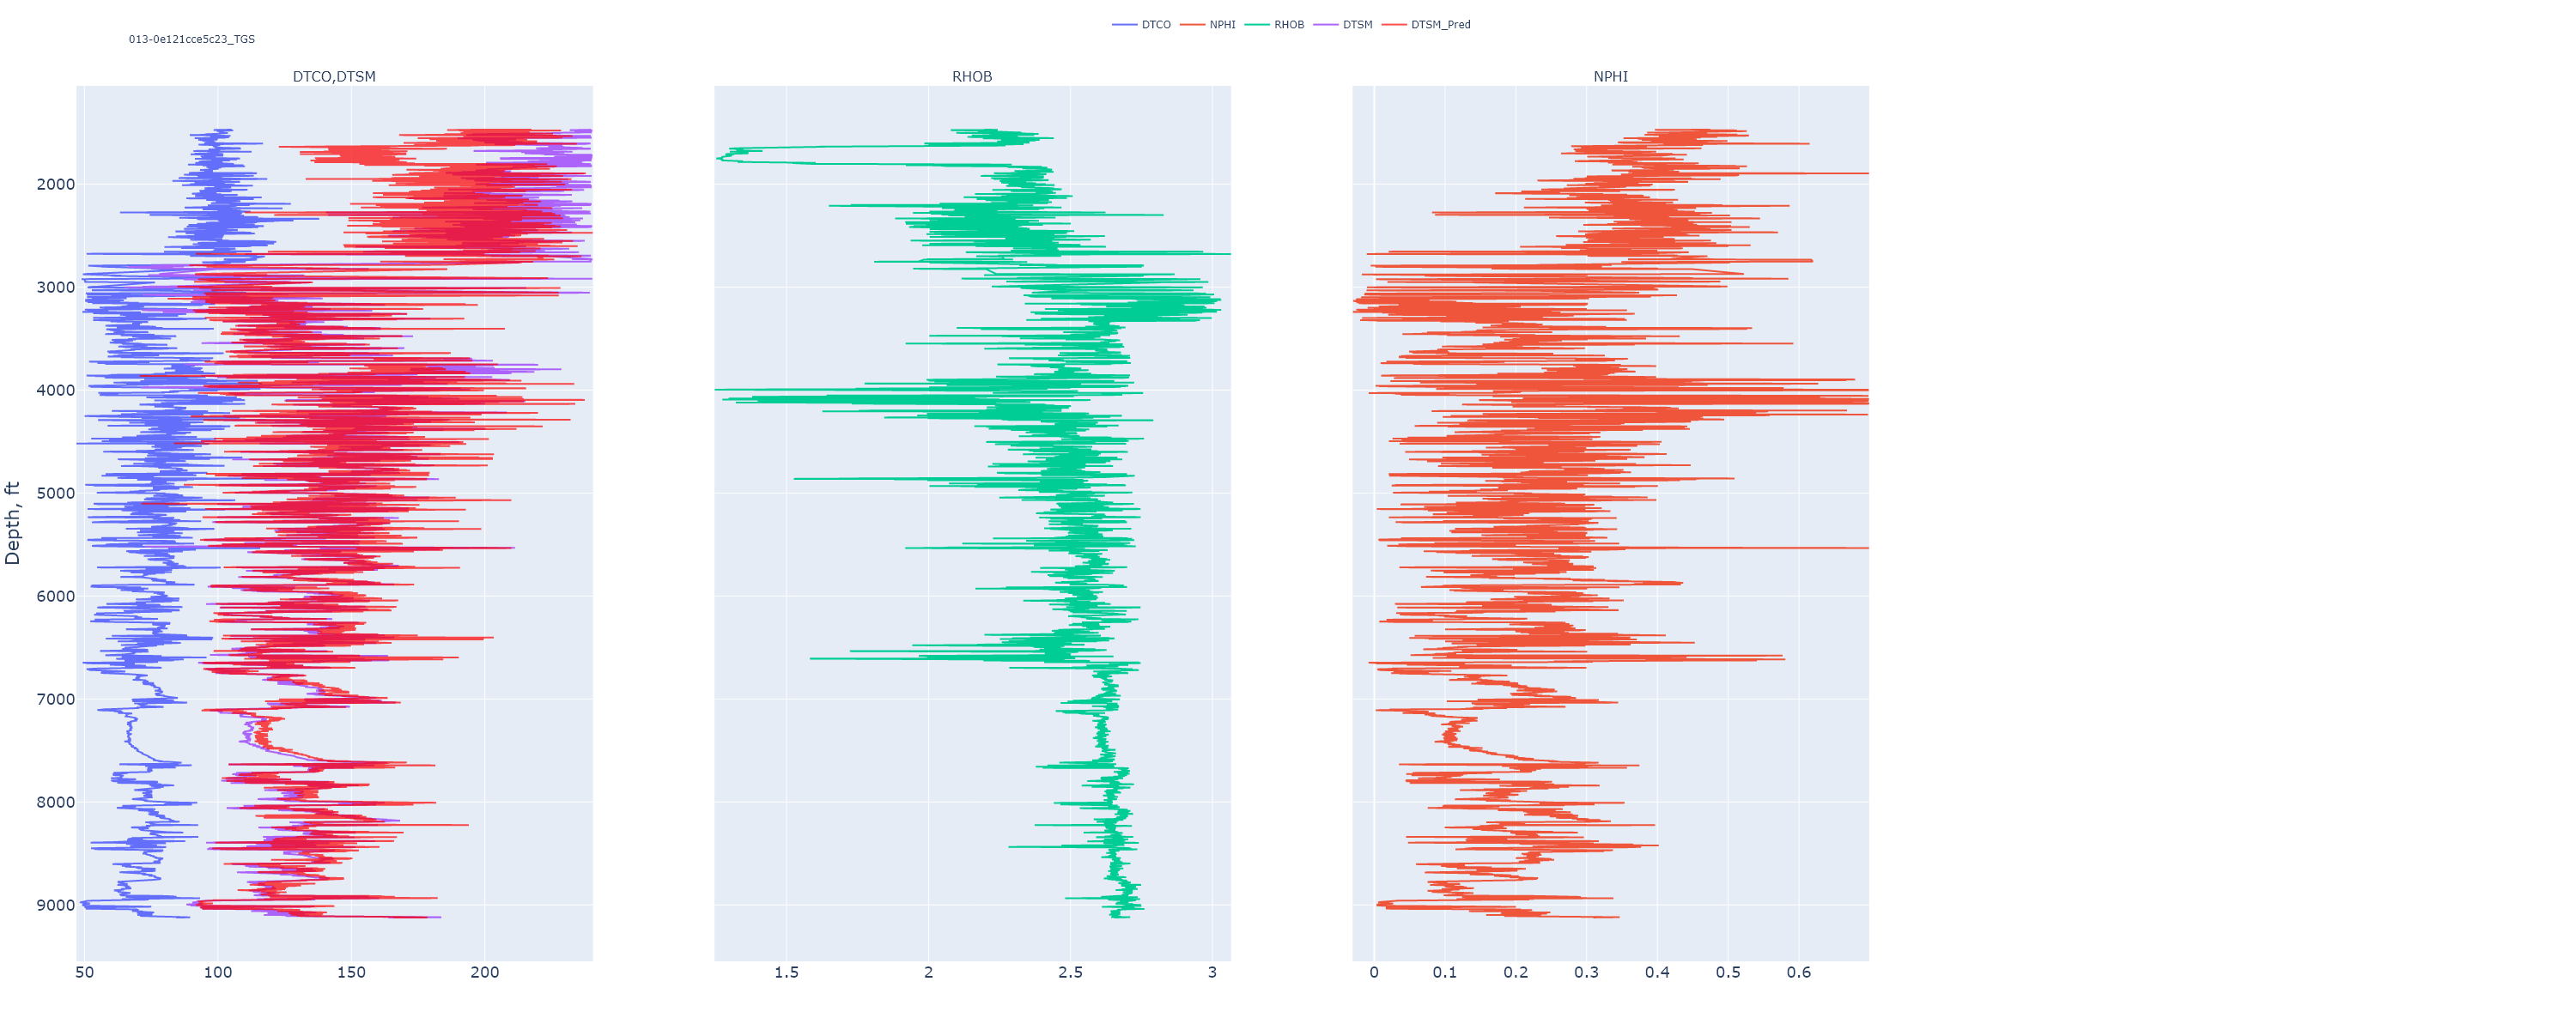 DTCO NPHI RHOB DTSM DTSM_Pred
013-0e121cce5c23_TGS
DTCO,DTSM RHOB NPHI
2000
3000
4000
5000
6000
7000
8000
9000
Depth, ft
50 100 150 200 1.5 2 2.5 3 0 0.1 0.2 0.3 0.4 0.5 0.6